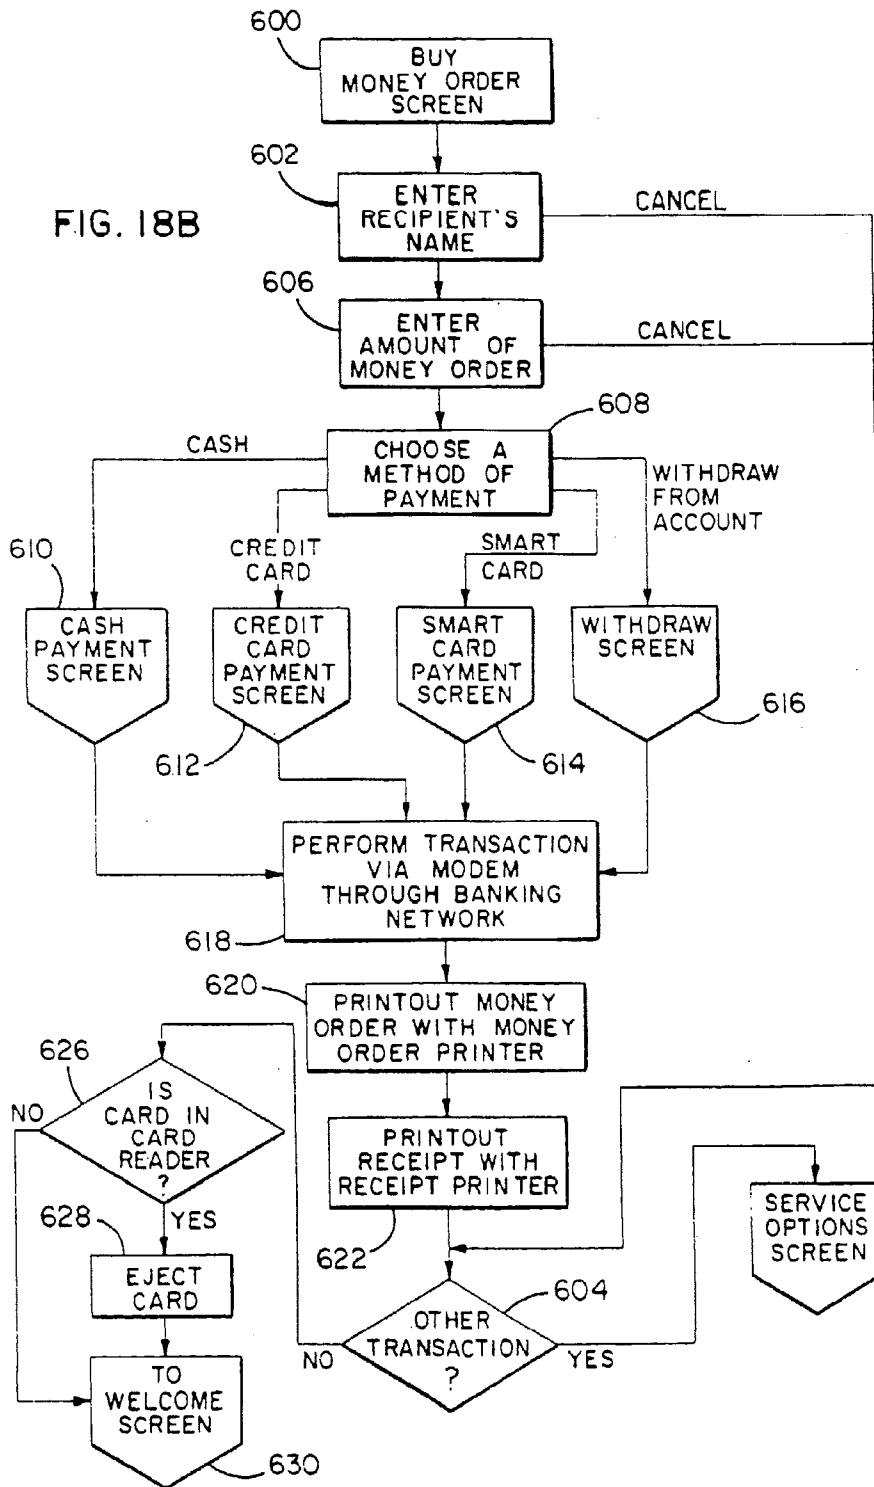 600
BUY
MONEY ORDER
SCREEN
602
FIG. 18B
ENTER
RECIPIENT'S
NAME
CANCEL
606
ENTER
AMOUNT OF
MONEY ORDER
CANCEL
608
CHOOSE A
METHOD OF
PAYMENT
CASH
WITHDRAW
FROM
ACCOUNT
CREDIT
CARD
SMART
CARD
610
CASH
PAYMENT
SCREEN
CREDIT
CARD
PAYMENT
SCREEN
SMART
CARD
PAYMENT
SCREEN
WITHDRAW
SCREEN
612
614
616
PERFORM TRANSACTION
VIA MODEM
THROUGH BANKING
NETWORK
618
620
PRINTOUT MONEY
ORDER WITH MONEY
ORDER PRINTER
626
IS
CARD IN
CARD
READER
?
NO
YES
PRINTOUT
RECEIPT WITH
RECEIPT PRINTER
622
SERVICE
OPTIONS
SCREEN
628
EJECT
CARD
604
OTHER
TRANSACTION
?
NO
YES
TO
WELCOME
SCREEN
630